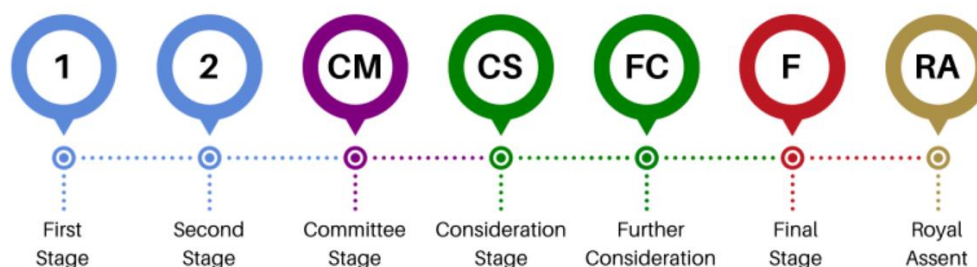 1 2 CM CS FC F RA
First Second Committee Consideration Further Final Royal
Stage Stage Stage Stage Consideration Stage Assent